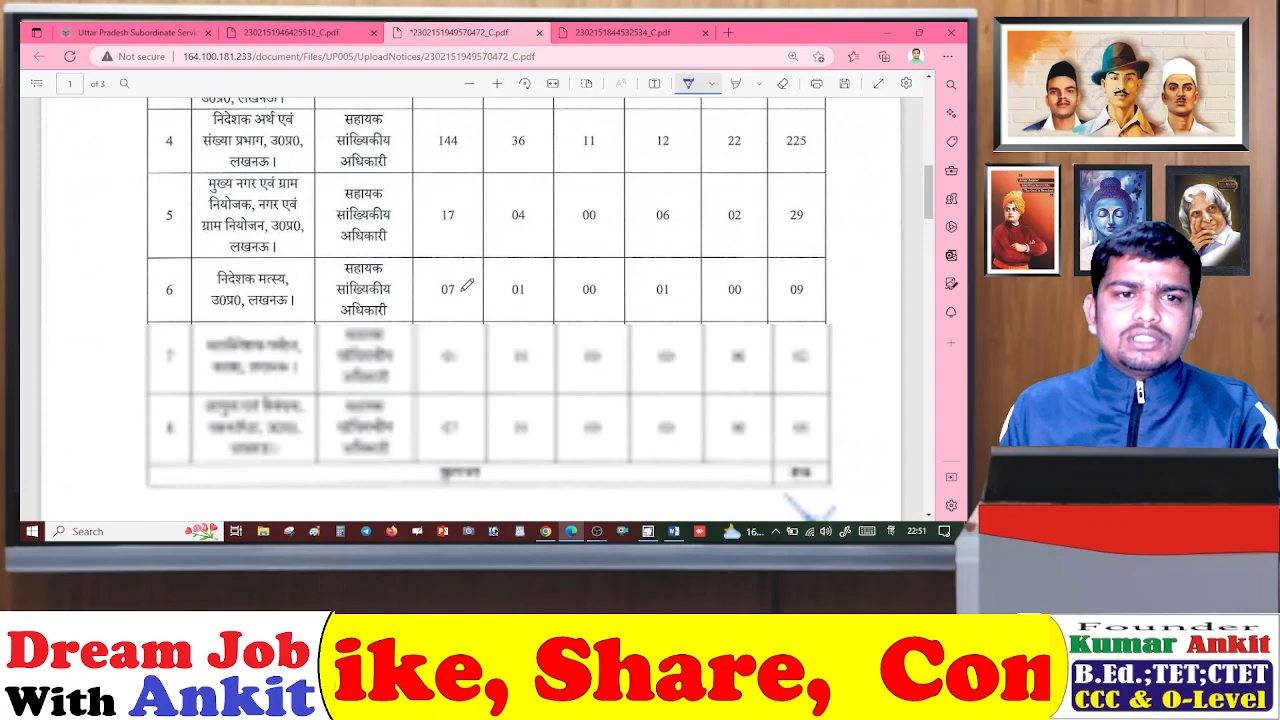 Uttar Pradesh Subordinate Servi
2302151946425512_C.pdf
*2302151949570472_C.pdf
2302151844532534_C.pdf
Not secure
164.100.181.233/document/Files/UP005/UploadNotices/2302151949570472_C.pdf
1 of 3
उ0प्र0, लखनऊ।
4
निदेशक अर्थ एवं
संख्या प्रभाग, उ0प्र0,
लखनऊ।
सहायक
सांख्यिकीय
अधिकारी
144 36 11 12 22 225
5
मुख्य नगर एवं ग्राम
नियोजक, नगर एवं
ग्राम नियोजन, उ0प्र0,
लखनऊ।
सहायक
सांख्यिकीय
अधिकारी
17 04 00 06 02 29
6
निदेशक मत्स्य,
उ0प्र0, लखनऊ।
सहायक
सांख्यिकीय
अधिकारी
07 01 00 01 00 09
Search
16...
हिं
22:51
Dream Job
With Ankit
ike, Share, Con
Founder
Kumar Ankit
B.Ed.;TET;CTET
CCC & O-Level